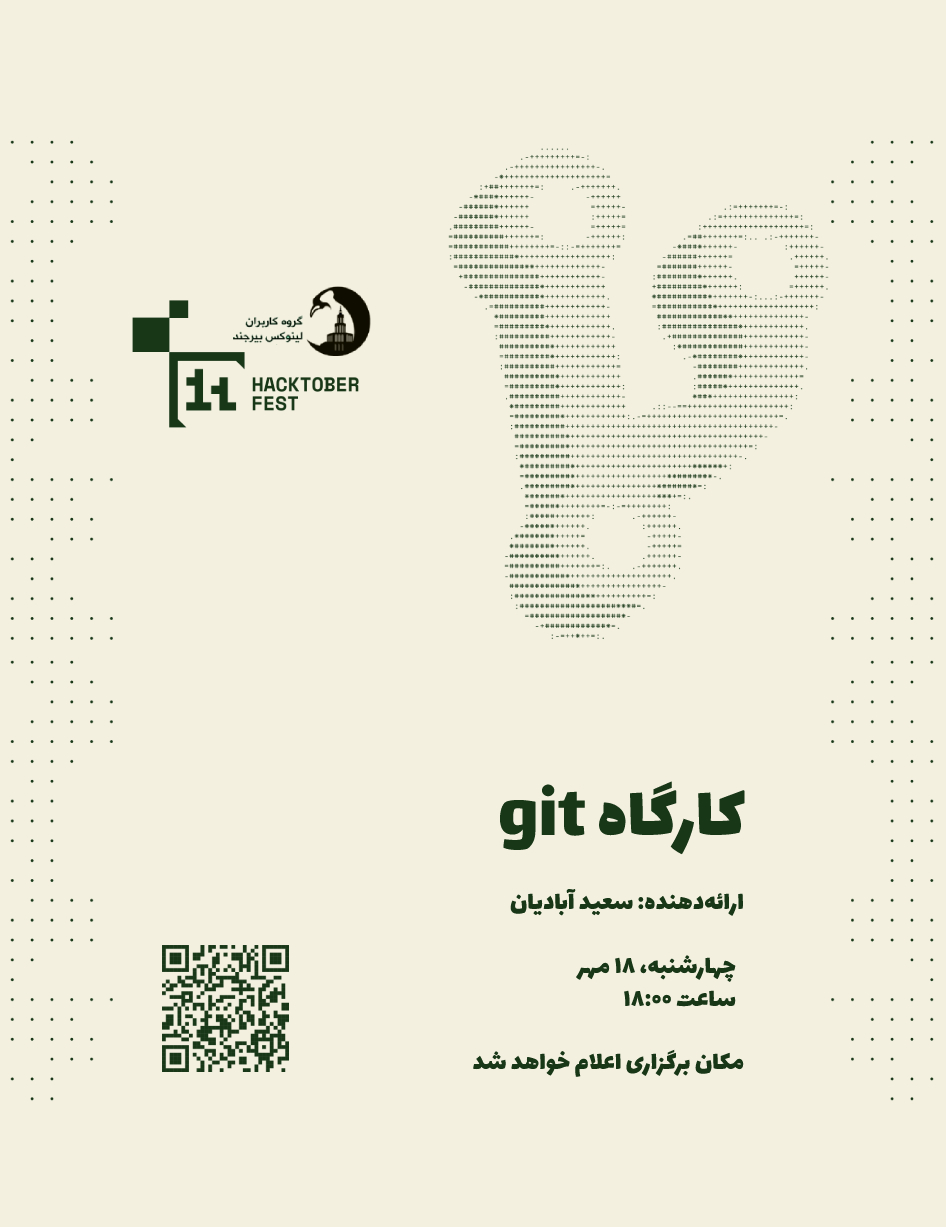 گروه کاربران
لینوکس بیرجند
11
HACKTOBER
FEST
کارگاه git
ارائه‌دهنده: سعید آبادیان
چهارشنبه، ۱۸ مهر
ساعت ۱۸:۰۰
مکان برگزاری اعلام خواهد شد